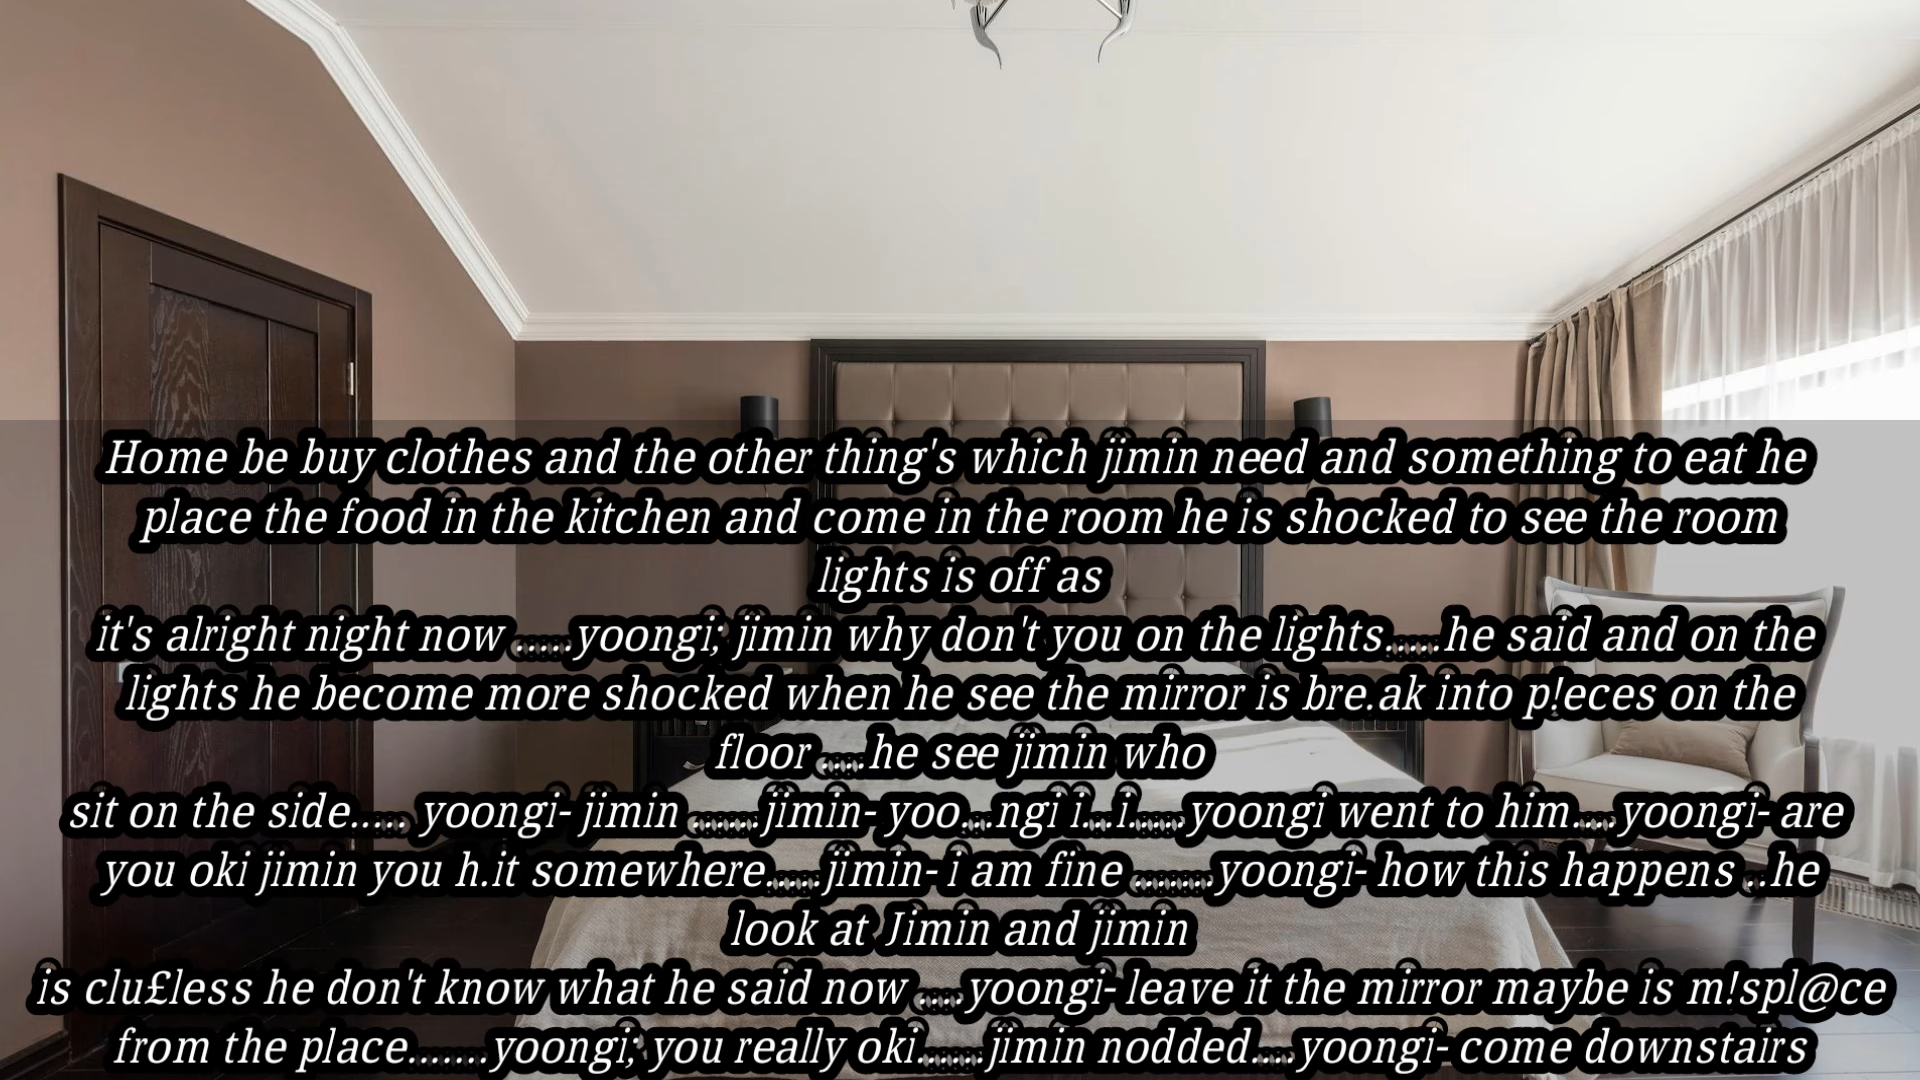 Home be buy clothes and the other thing's which jimin need and something to eat he
place the food in the kitchen and come in the room he is shocked to see the room
lights is off as
it's alright night now ......yoongi; jimin why don't you on the lights......he said and on the
lights he become more shocked when he see the mirror is bre.ak into p!eces on the
floor .....he see jimin who
sit on the side..... yoongi- jimin .......jimin- yoo...ngi i...i......yoongi went to him.....yoongi- are
you oki jimin you h.it somewhere......jimin- i am fine ........yoongi- how this happens ..he
look at Jimin and jimin
is clu£less he don't know what he said now .....yoongi- leave it the mirror maybe is m!spl@ce
from the place.......yoongi; you really oki.......jimin nodded.....yoongi- come downstairs